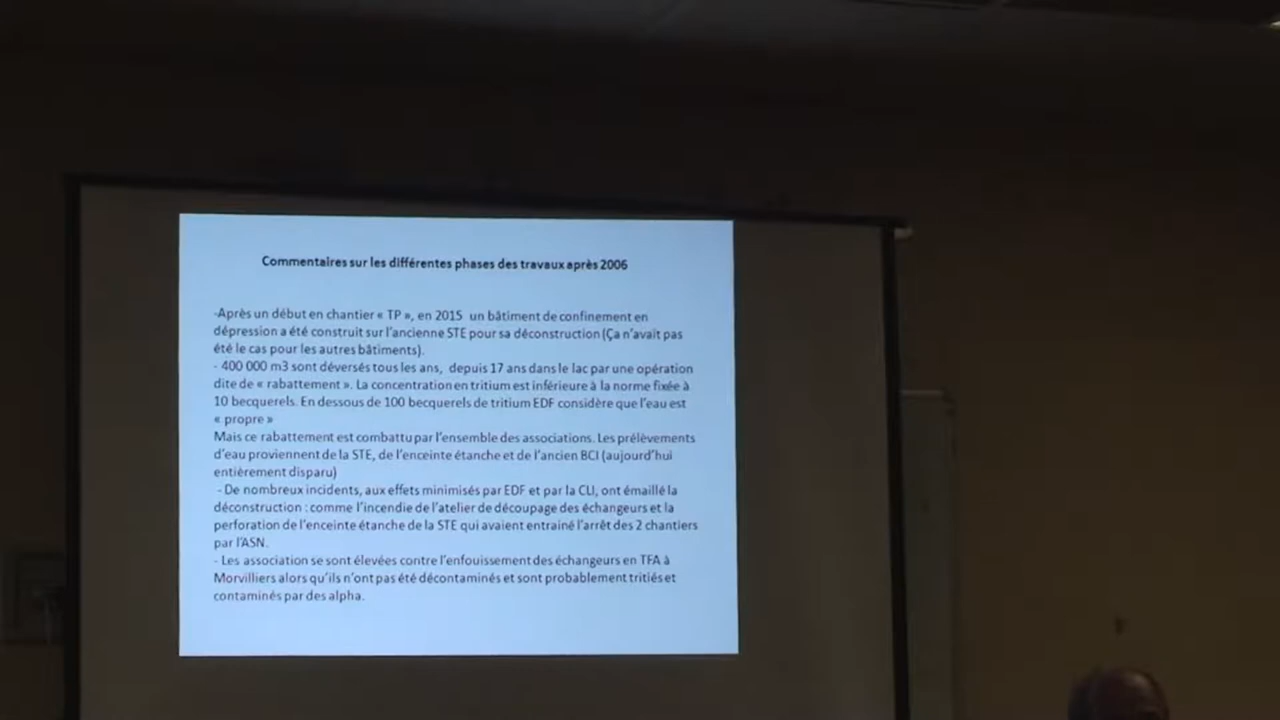 Commentaires sur les différentes phases des travaux après 2006
-Après un début en chantier « TP », en 2015 un bâtiment de confinement en
dépression a été construit sur l'ancienne STE pour sa déconstruction (Ça n'avait pas
été le cas pour les autres bâtiments).
- 400 000 m3 sont déversés tous les ans, depuis 17 ans dans le lac par une opération
dite de « rabattement ». La concentration en tritium est inférieure à la norme fixée à
10 becquerels. En dessous de 100 becquerels de tritium EDF considère que l'eau est
« propre »
Mais ce rabattement est combattu par l'ensemble des associations. Les prélèvements
d'eau proviennent de la STE, de l'enceinte étanche et de l'ancien BCI (aujourd'hui
entièrement disparu)
- De nombreux incidents, aux effets minimisés par EDF et par la CLI, ont émaillé la
déconstruction : comme l'incendie de l'atelier de découpage des échangeurs et la
perforation de l'enceinte étanche de la STE qui avaient entrainé l'arrêt des 2 chantiers
par l'ASN.
- Les association se sont élevées contre l'enfouissement des échangeurs en TFA à
Morvilliers alors qu'ils n'ont pas été décontaminés et sont probablement tritiés et
contaminés par des alpha.